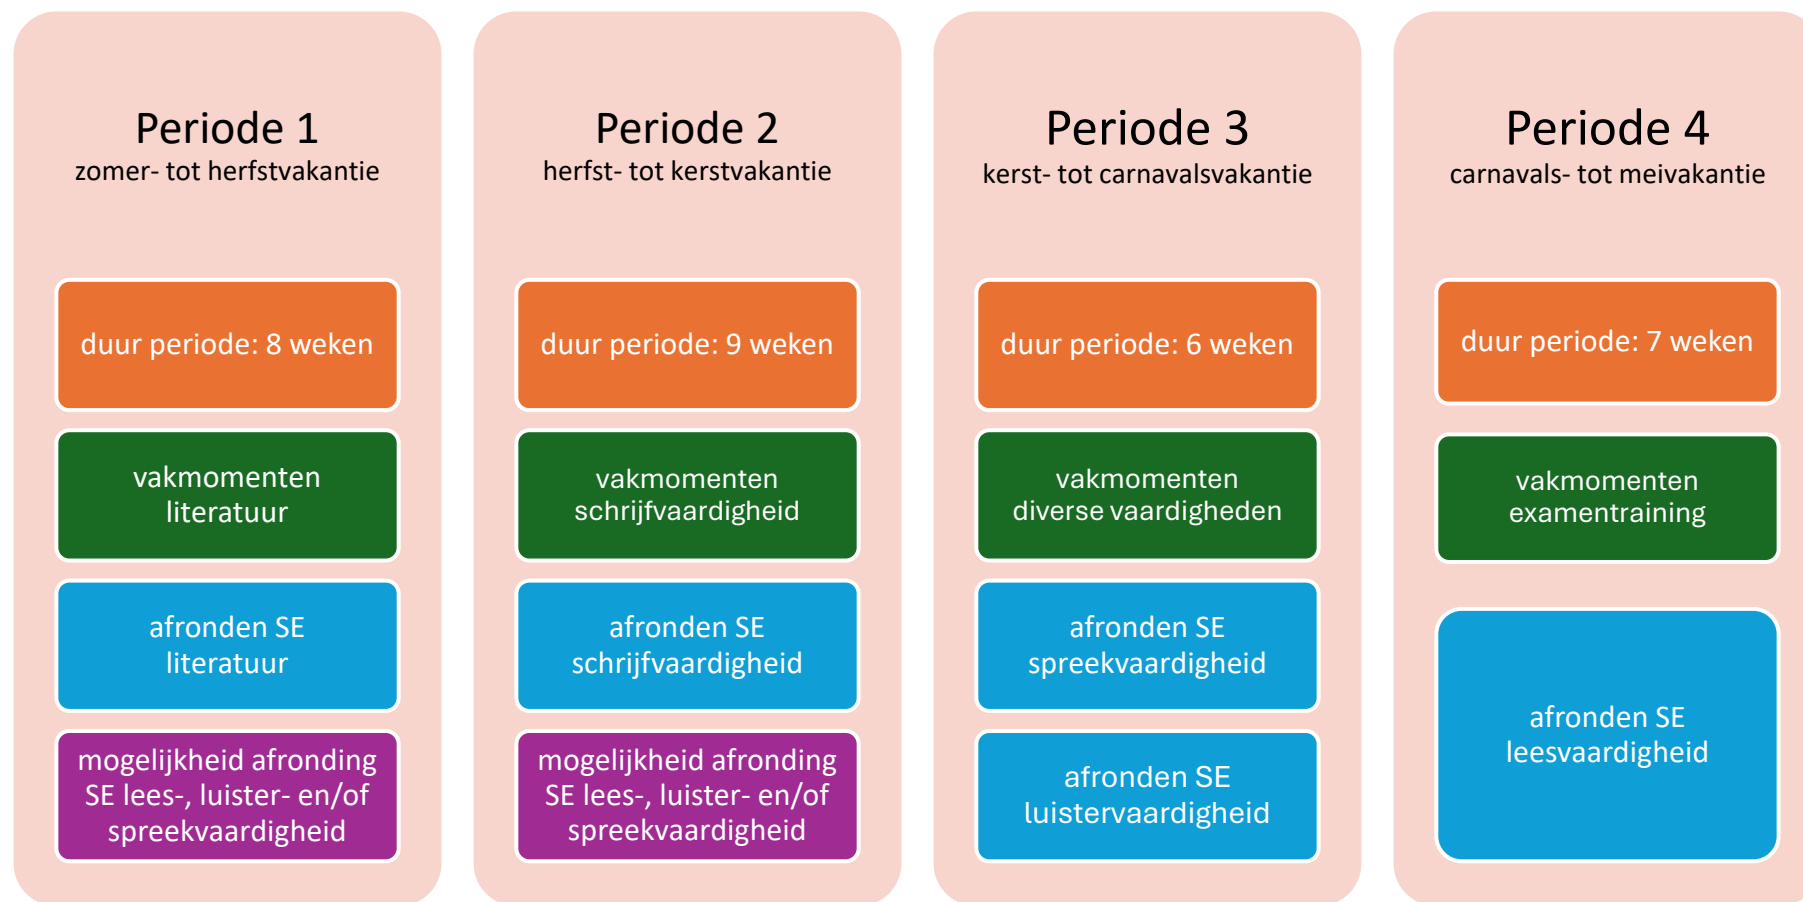 Periode 1
zomer- tot herfstvakantie
duur periode: 8 weken
vakmomenten
literatuur
afronden SE
literatuur
mogelijkheid afronding
SE lees-, luister- en/of
spreekvaardigheid
Periode 2
herfst- tot kerstvakantie
duur periode: 9 weken
vakmomenten
schrijfvaardigheid
afronden SE
schrijfvaardigheid
mogelijkheid afronding
SE lees-, luister- en/of
spreekvaardigheid
Periode 3
kerst- tot carnavalsvakantie
duur periode: 6 weken
vakmomenten
diverse vaardigheden
afronden SE
spreekvaardigheid
afronden SE
luistervaardigheid
Periode 4
carnavals- tot meivakantie
duur periode: 7 weken
vakmomenten
examentraining
afronden SE
leesvaardigheid